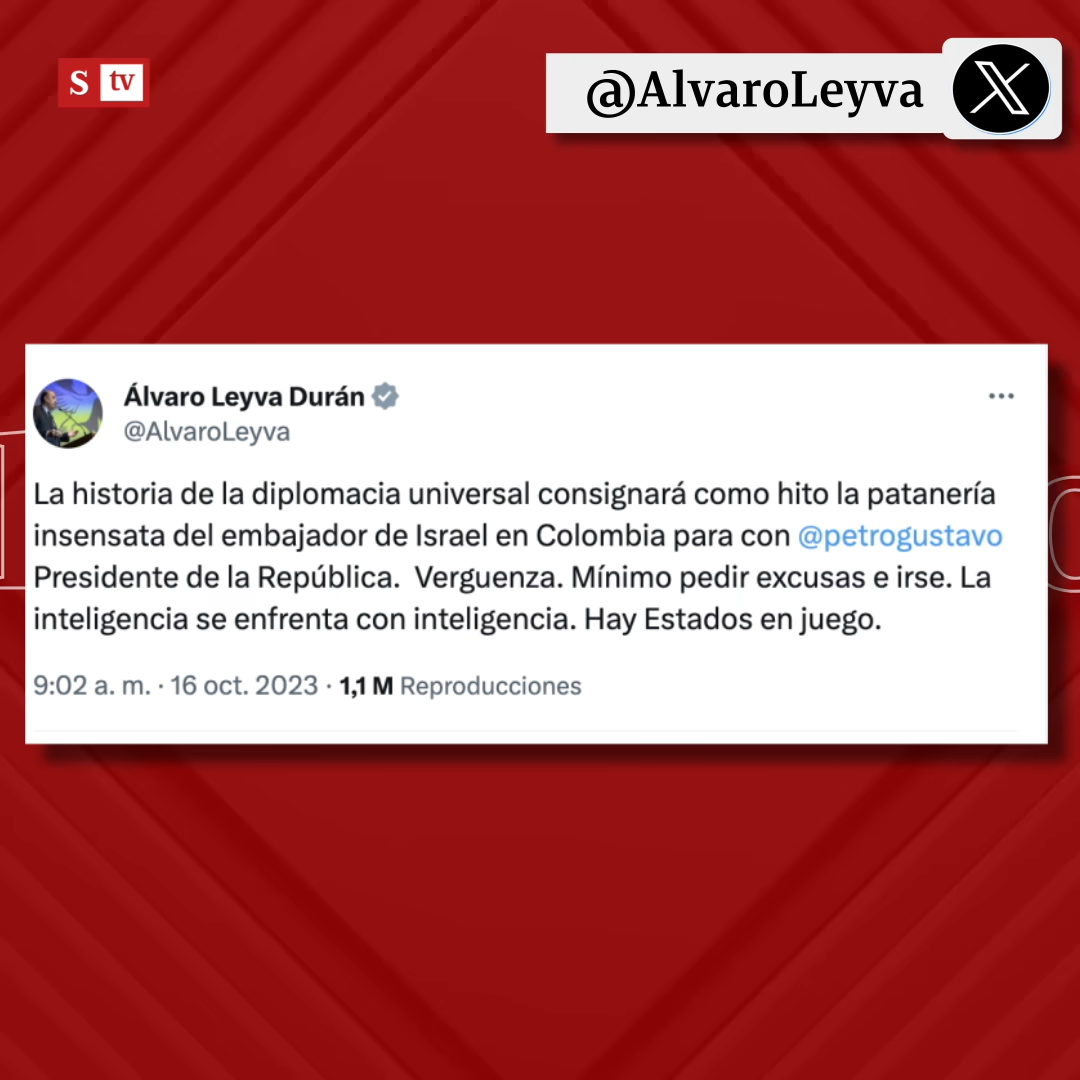 S tv
@AlvaroLeyva
Álvaro Leyva Durán
@AlvaroLeyva
La historia de la diplomacia universal consignará como hito la patanería
insensata del embajador de Israel en Colombia para con @petrogustavo
Presidente de la República.  Verguenza. Mínimo pedir excusas e irse. La
inteligencia se enfrenta con inteligencia. Hay Estados en juego.
9:02 a. m. · 16 oct. 2023 · 1,1 M Reproducciones